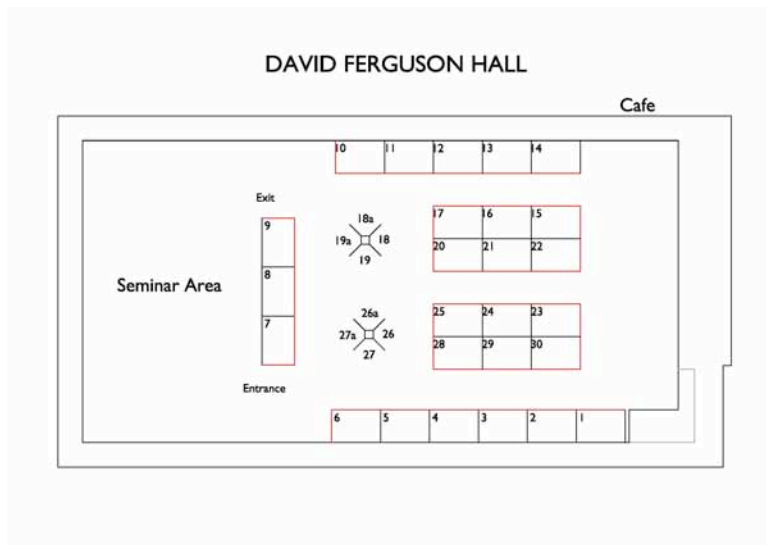 DAVID FERGUSON HALL
Cafe
10 11 12 13 14
Exit
9
18a
17 16 15
19a 18
20 21 22
19
8
Seminar Area
7
26a
25 24 23
27a 26
28 29 30
27
Entrance
6 5 4 3 2 1